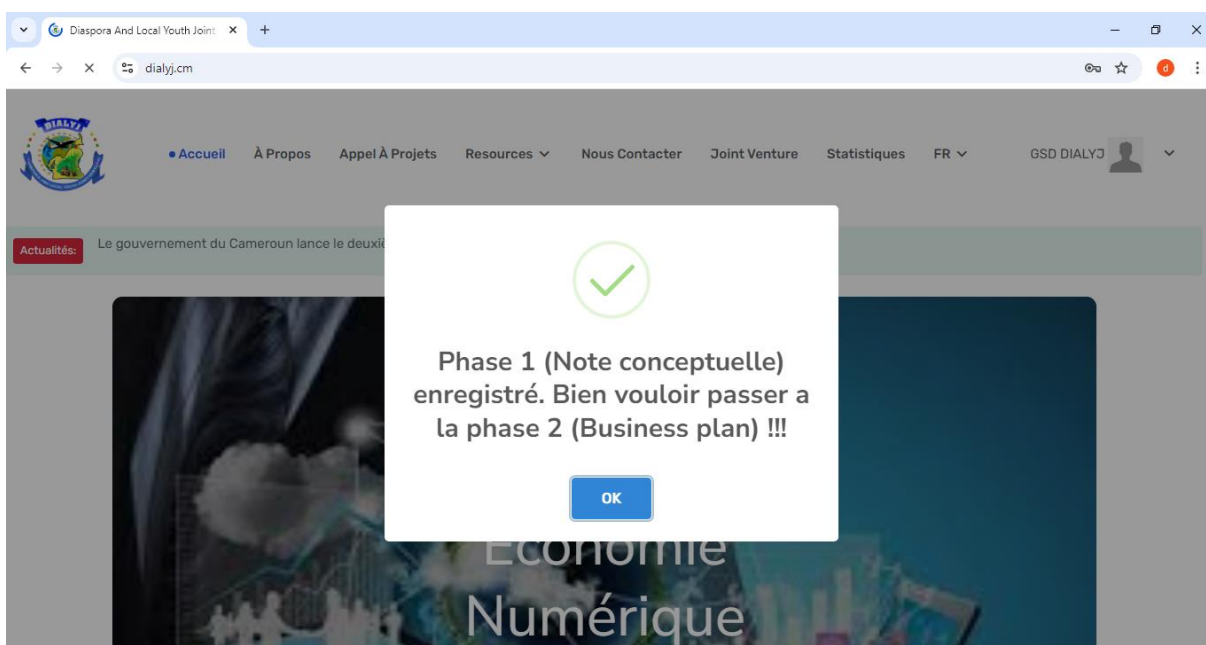 Diaspora And Local Youth Joint
dialyj.cm
d
DIALYJ
Accueil À Propos Appel À Projets Resources Nous Contacter Joint Venture Statistiques FR GSD DIALYJ
Actualités: Le gouvernement du Cameroun lance le deuxiè
Phase 1 (Note conceptuelle)
enregistré. Bien vouloir passer a
la phase 2 (Business plan) !!!
OK
Économie
Numérique